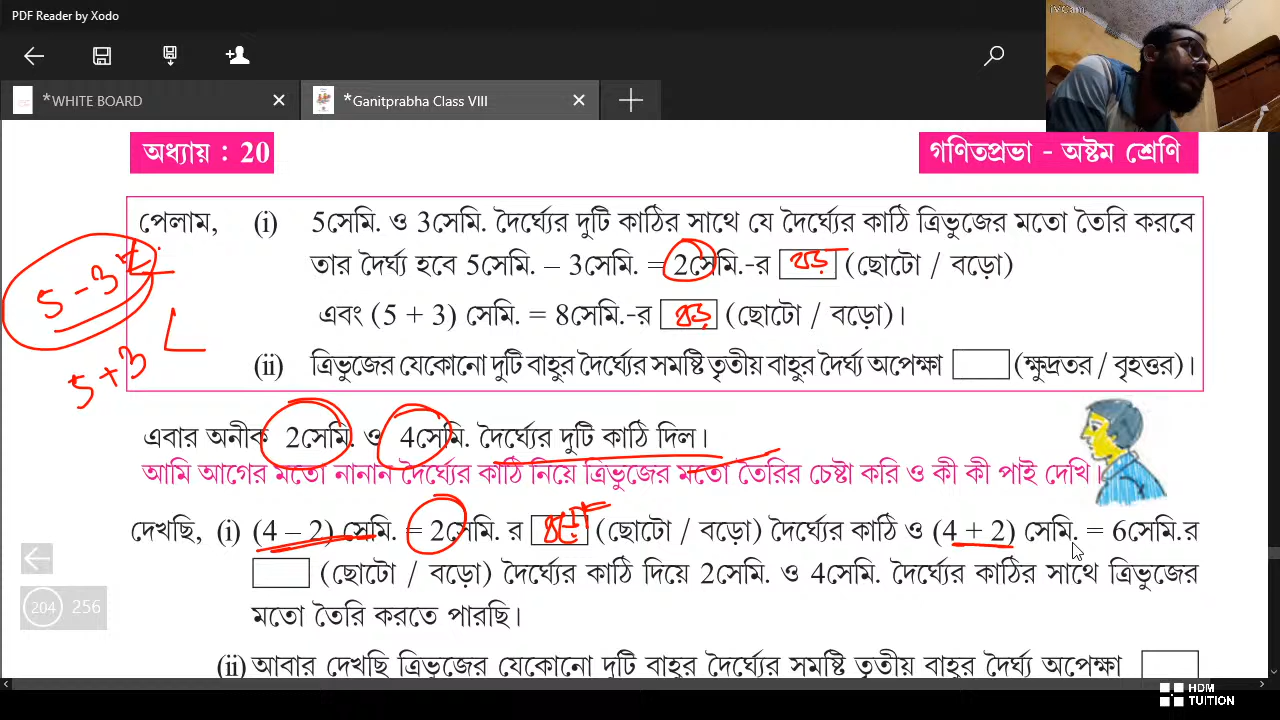 PDF Reader by Xodo
iVCam
*WHITE BOARD
*Ganitprabha Class VIII
অধ্যায় : 20
গণিতপ্রভা - অষ্টম শ্রেণি
পেলাম, (i) 5সেমি. ও 3সেমি. দৈর্ঘ্যের দুটি কাঠির সাথে যে দৈর্ঘ্যের কাঠি ত্রিভুজের মতো তৈরি করবে
তার দৈর্ঘ্য হবে 5সেমি. – 3সেমি. = 2সেমি.-র বড় (ছোটো / বড়ো)
5 - 3
এবং (5 + 3) সেমি. = 8সেমি.-র (ছোটো / বড়ো)।
5 + 3
(ii) ত্রিভুজের যেকোনো দুটি বাহুর দৈর্ঘ্যের সমষ্টি তৃতীয় বাহুর দৈর্ঘ্য অপেক্ষা (ক্ষুদ্রতর / বৃহত্তর)।
এবার অনীক 2সেমি. ও 4সেমি. দৈর্ঘ্যের দুটি কাঠি দিল।
আমি আগের মতো নানান দৈর্ঘ্যের কাঠি নিয়ে ত্রিভুজের মতো তৈরির চেষ্টা করি ও কী কী পাই দেখি।
দেখছি, (i) (4 – 2) সেমি. = 2সেমি. র (ছোটো / বড়ো) দৈর্ঘ্যের কাঠি ও (4 + 2) সেমি. = 6সেমি.র
(ছোটো / বড়ো) দৈর্ঘ্যের কাঠি দিয়ে 2সেমি. ও 4সেমি. দৈর্ঘ্যের কাঠির সাথে ত্রিভুজের
মতো তৈরি করতে পারছি।
204 256
(ii) আবার দেখছি ত্রিভুজের যেকোনো দুটি বাহুর দৈর্ঘ্যের সমষ্টি তৃতীয় বাহুর দৈর্ঘ্য অপেক্ষা
HDM
TUITION